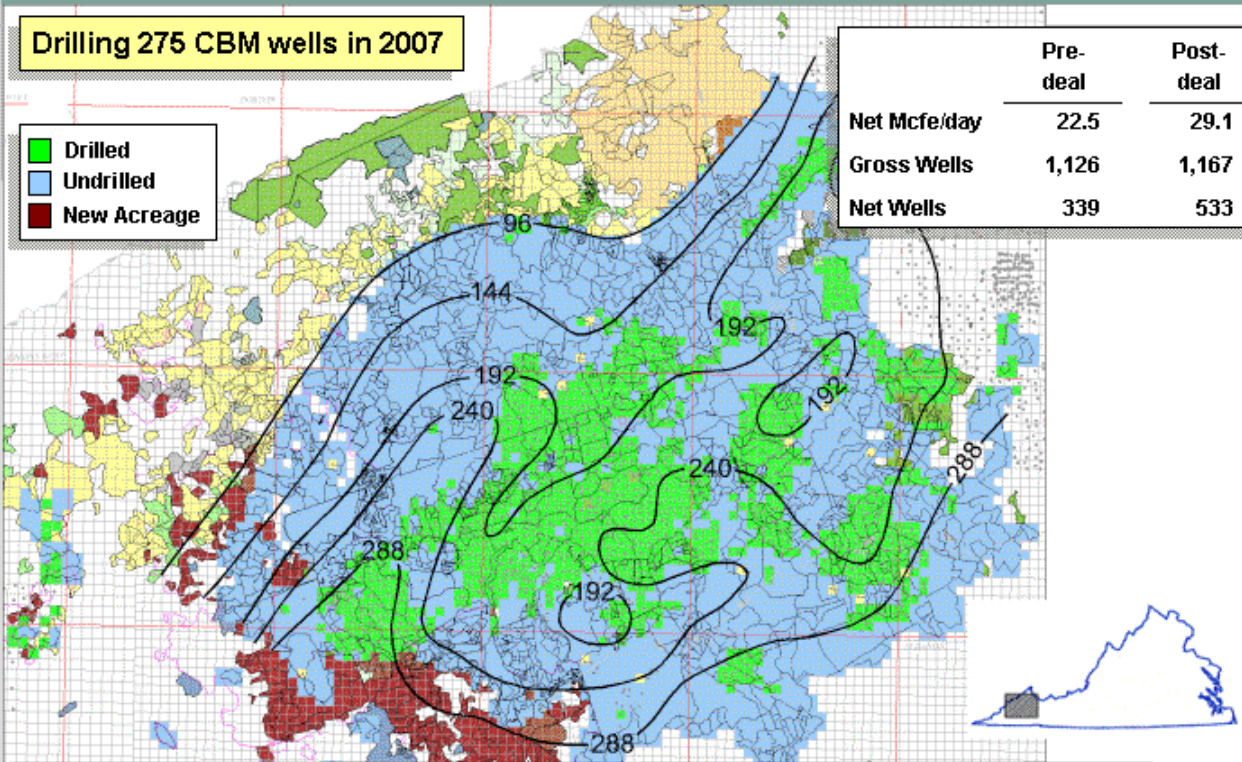 Drilling 275 CBM wells in 2007
Pre-deal Post-deal
Net Mcfe/day 22.5 29.1
Gross Wells 1,126 1,167
Net Wells 339 533
Drilled
Undrilled
New Acreage
96
144
192
192
192
240
240
288
288
192
288